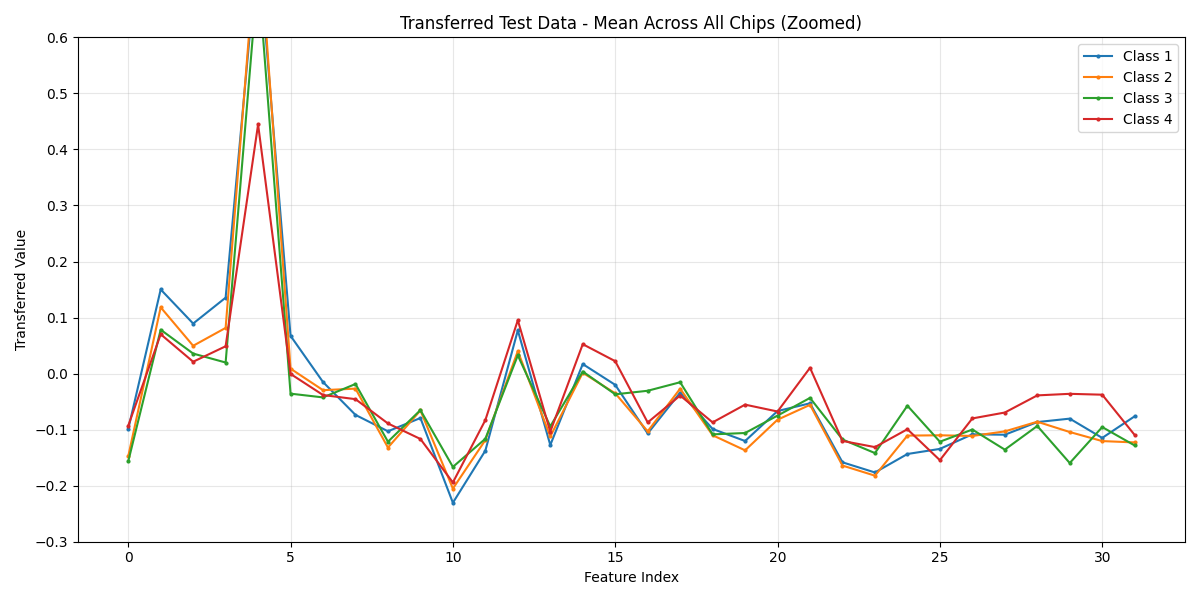 Transferred Test Data - Mean Across All Chips (Zoomed)
Transferred Value
0.6
0.5
0.4
0.3
0.2
0.1
0.0
−0.1
−0.2
−0.3
Class 1
Class 2
Class 3
Class 4
0 5 10 15 20 25 30
Feature Index